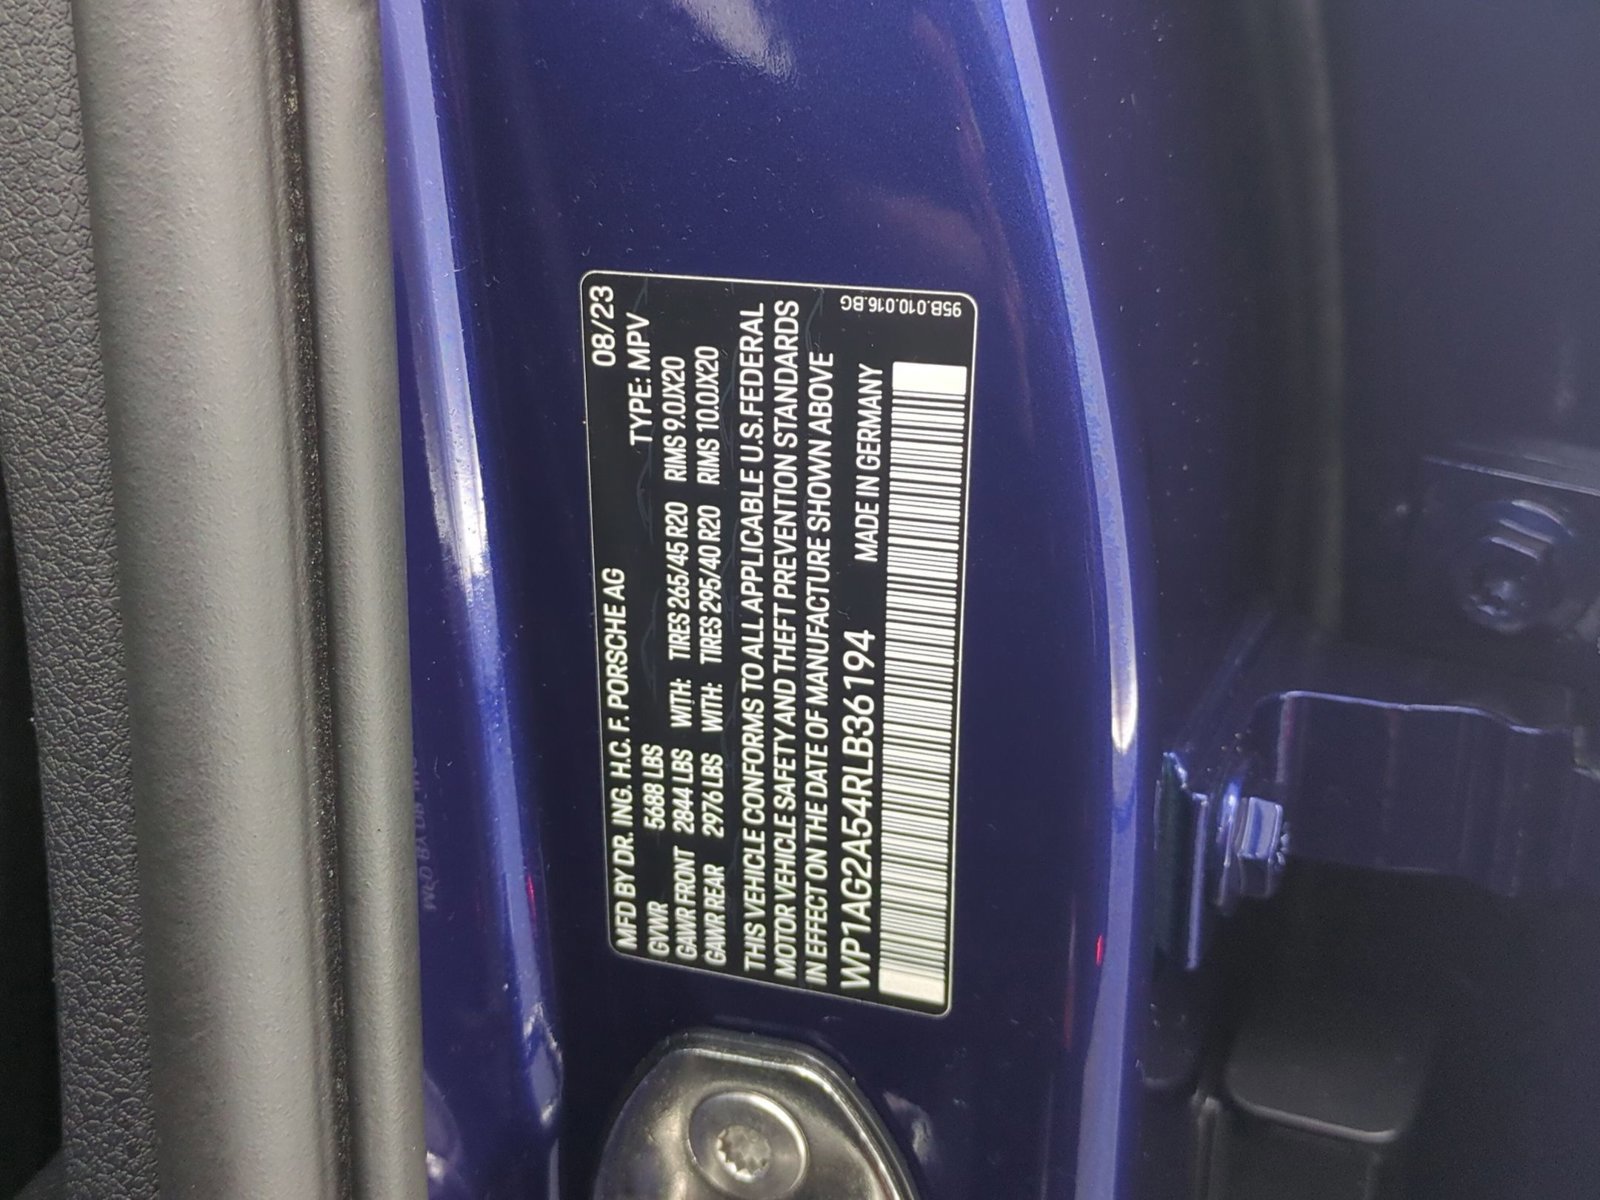 08/23
MFD BY DR. ING. H.C. F. PORSCHE AG
GVWR 5688 LBS TYPE: MPV
GAWR FRONT 2844 LBS WITH: TIRES 265/45 R20 RIMS 9.0JX20
GAWR REAR 2976 LBS WITH: TIRES 295/40 R20 RIMS 10.0JX20
THIS VEHICLE CONFORMS TO ALL APPLICABLE U.S.FEDERAL
MOTOR VEHICLE SAFETY AND THEFT PREVENTION STANDARDS
IN EFFECT ON THE DATE OF MANUFACTURE SHOWN ABOVE
WP1AG2A54RLB36194 MADE IN GERMANY
95B.010.016.BG